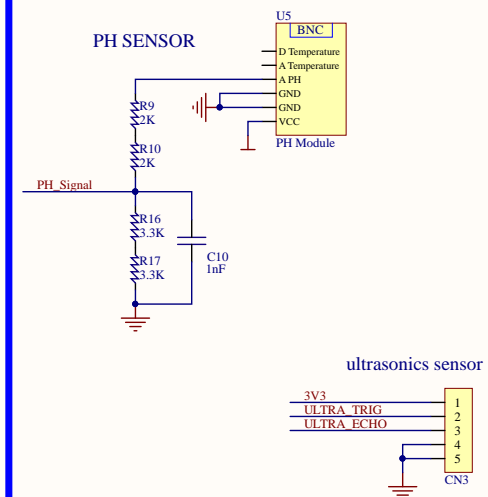 U5
BNC
PH SENSOR
D Temperature
A Temperature
A PH
GND
GND
VCC
PH Module
R9
2K
R10
2K
PH_Signal
R16
3.3K
R17
3.3K
C10
1nF
ultrasonics sensor
3V3
ULTRA_TRIG
ULTRA_ECHO
1
2
3
4
5
CN3